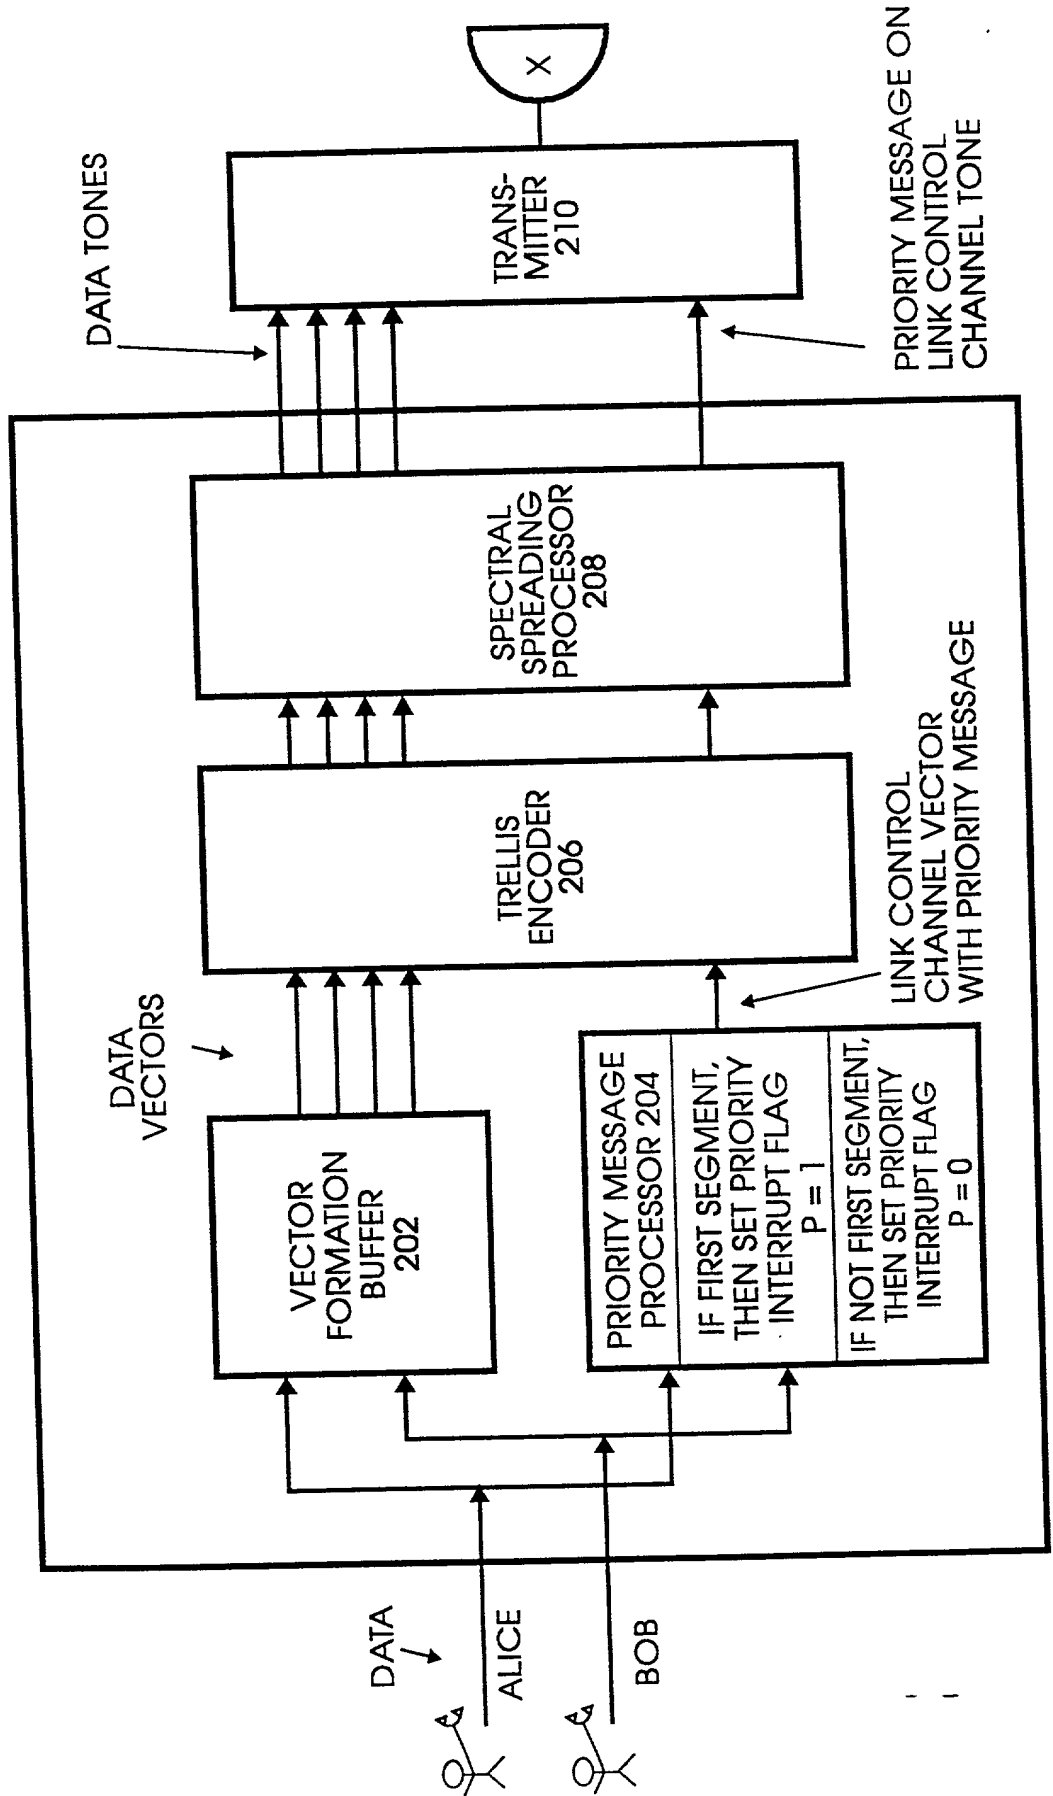 DATA
ALICE
BOB
VECTOR
FORMATION
BUFFER
202
DATA
VECTORS
PRIORITY MESSAGE
PROCESSOR 204
IF FIRST SEGMENT,
THEN SET PRIORITY
INTERRUPT FLAG
P = 1
IF NOT FIRST SEGMENT,
THEN SET PRIORITY
INTERRUPT FLAG
P = 0
LINK CONTROL
CHANNEL VECTOR
WITH PRIORITY MESSAGE
TRELLIS
ENCODER
206
SPECTRAL
SPREADING
PROCESSOR
208
DATA TONES
TRANS-
MITTER
210
X
PRIORITY MESSAGE ON
LINK CONTROL
CHANNEL TONE